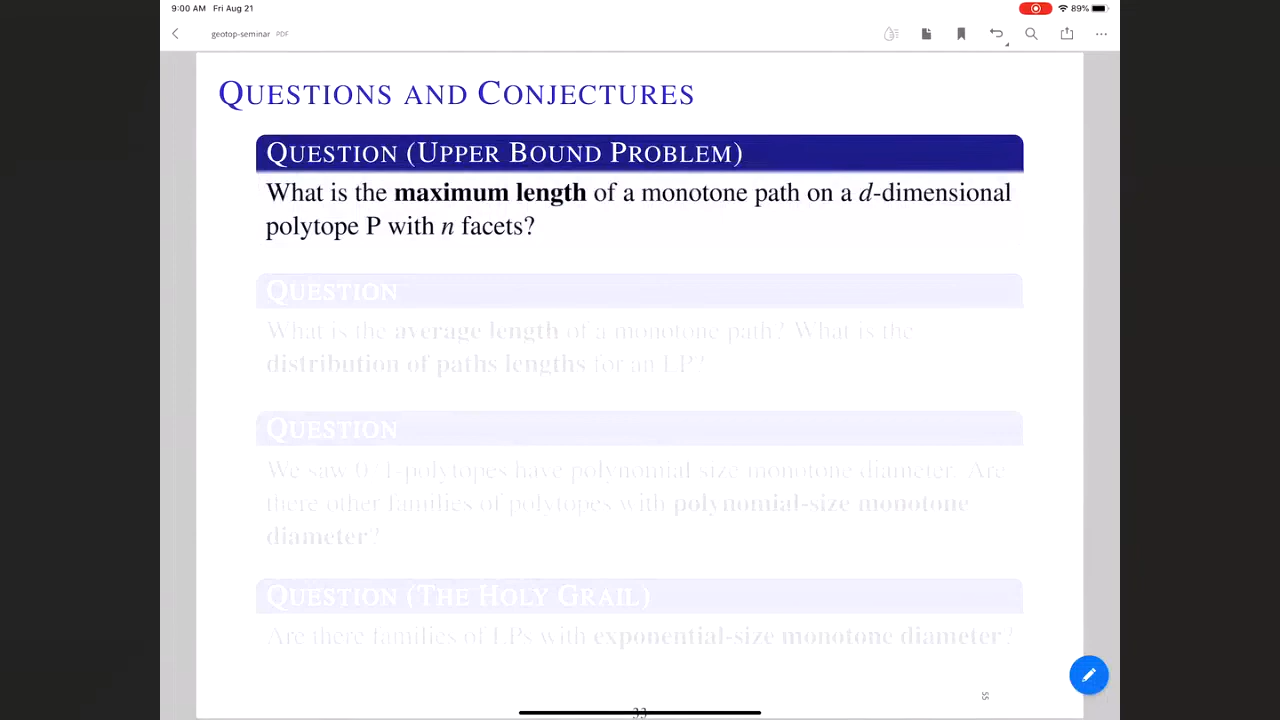 9:00 AM Fri Aug 21
89%
geotop-seminar PDF
QUESTIONS AND CONJECTURES
QUESTION (UPPER BOUND PROBLEM)
What is the maximum length of a monotone path on a d-dimensional
polytope P with n facets?
QUESTION
What is the average length of a monotone path? What is the
distribution of paths lengths for an LP?
QUESTION
We saw 0/1-polytopes have polynomial size monotone diameter. Are
there other families of polytopes with polynomial-size monotone
diameter?
QUESTION (THE HOLY GRAIL)
Are there families of LPs with exponential-size monotone diameter?